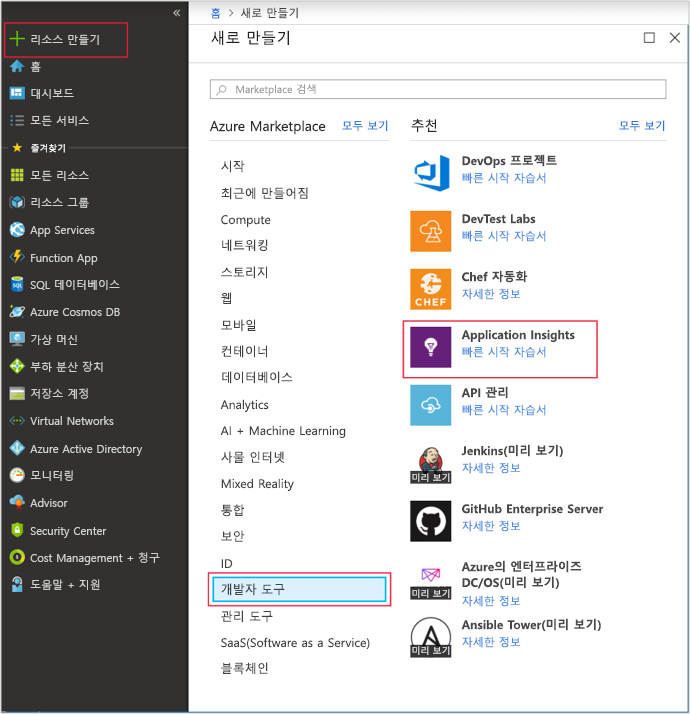 «
리소스 만들기
홈
대시보드
모든 서비스
즐겨찾기
모든 리소스
리소스 그룹
App Services
Function App
SQL 데이터베이스
Azure Cosmos DB
가상 머신
부하 분산 장치
저장소 계정
Virtual Networks
Azure Active Directory
모니터링
Advisor
Security Center
Cost Management + 청구
도움말 + 지원
홈 > 새로 만들기
새로 만들기
Marketplace 검색
Azure Marketplace 모두 보기
시작
최근에 만들어짐
Compute
네트워킹
스토리지
웹
모바일
컨테이너
데이터베이스
Analytics
AI + Machine Learning
사물 인터넷
Mixed Reality
통합
보안
ID
개발자 도구
관리 도구
SaaS(Software as a Service)
블록체인
추천 모두 보기
DevOps 프로젝트
빠른 시작 자습서
DevTest Labs
빠른 시작 자습서
CHEF
Chef 자동화
자세한 정보
Application Insights
빠른 시작 자습서
API 관리
빠른 시작 자습서
미리 보기
Jenkins(미리 보기)
자세한 정보
GitHub Enterprise Server
자세한 정보
미리 보기
Azure의 엔터프라이즈
DC/OS(미리 보기)
자세한 정보
미리 보기
Ansible Tower(미리 보기)
자세한 정보